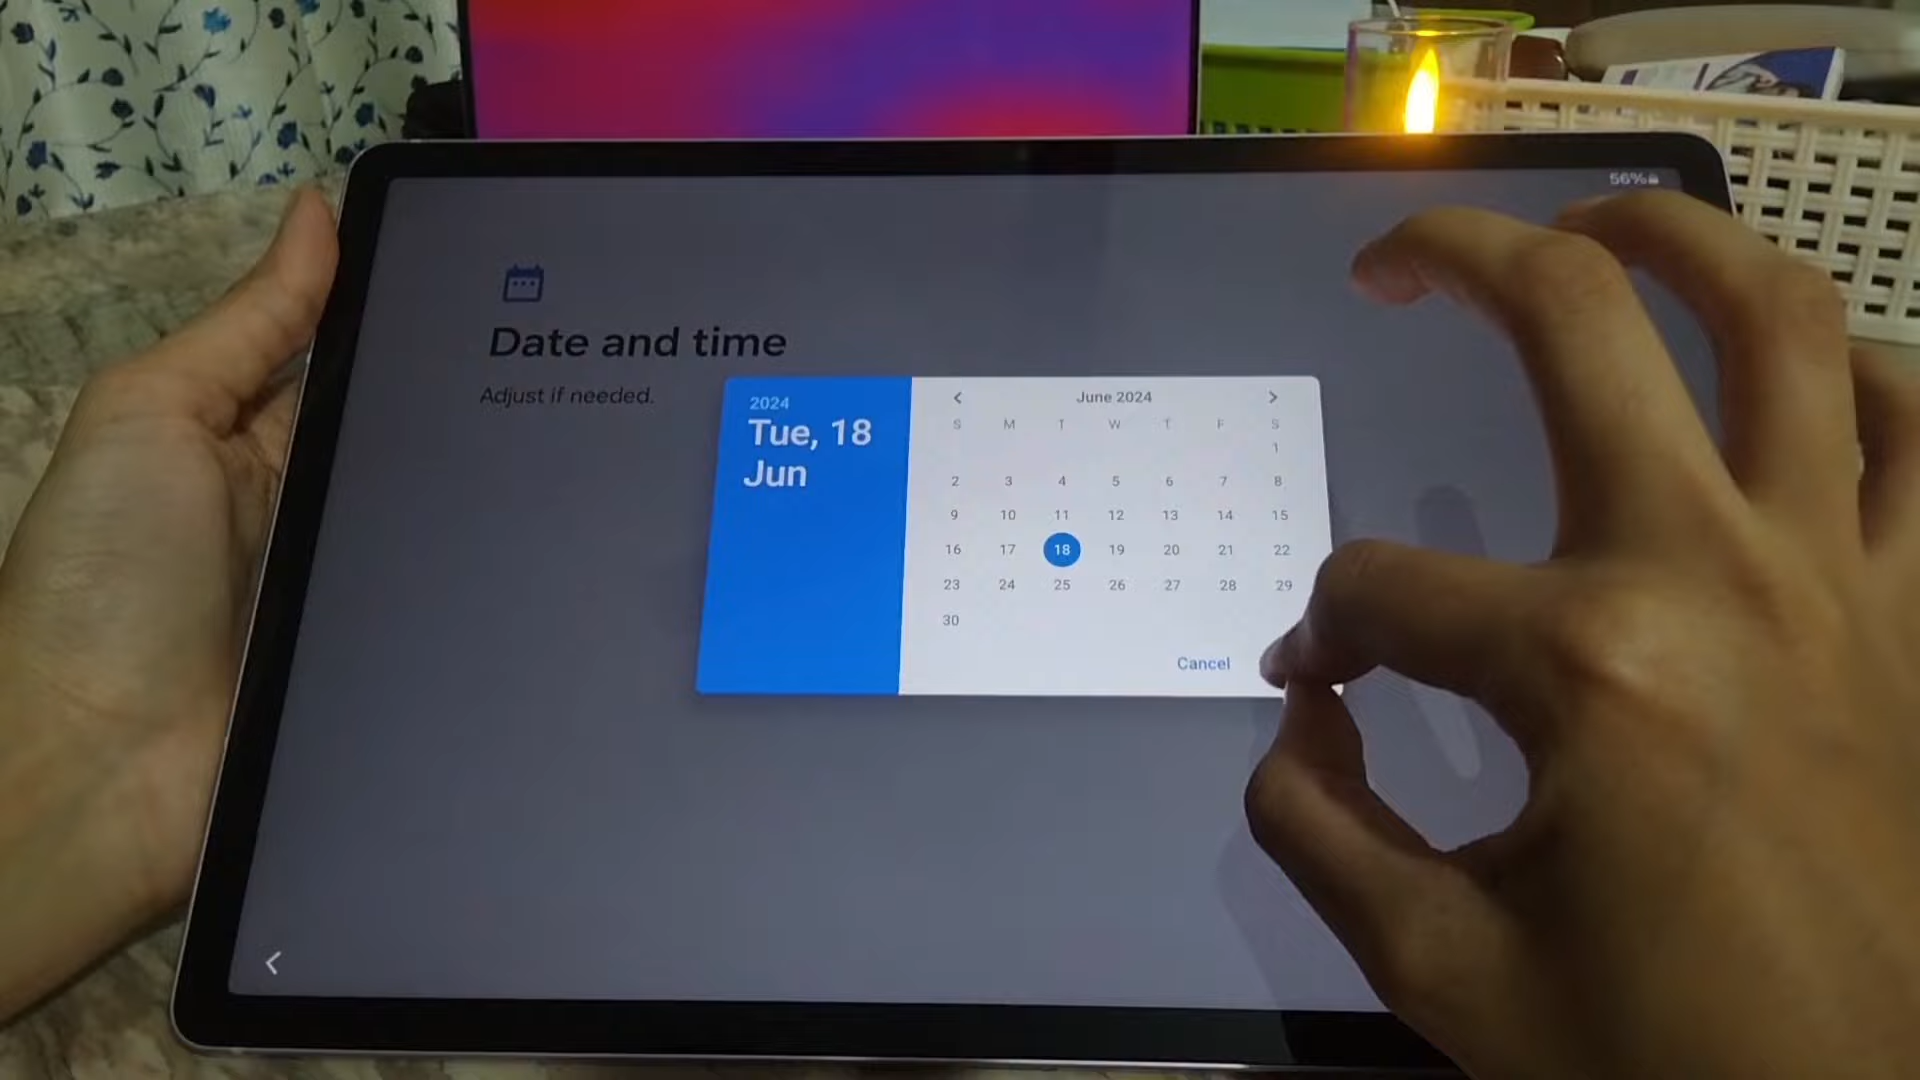 56%
Date and time
Adjust if needed.
2024
Tue, 18
Jun
June 2024
S M T W T F S
1
2 3 4 5 6 7 8
9 10 11 12 13 14 15
16 17 18 19 20 21 22
23 24 25 26 27 28 29
30
Cancel